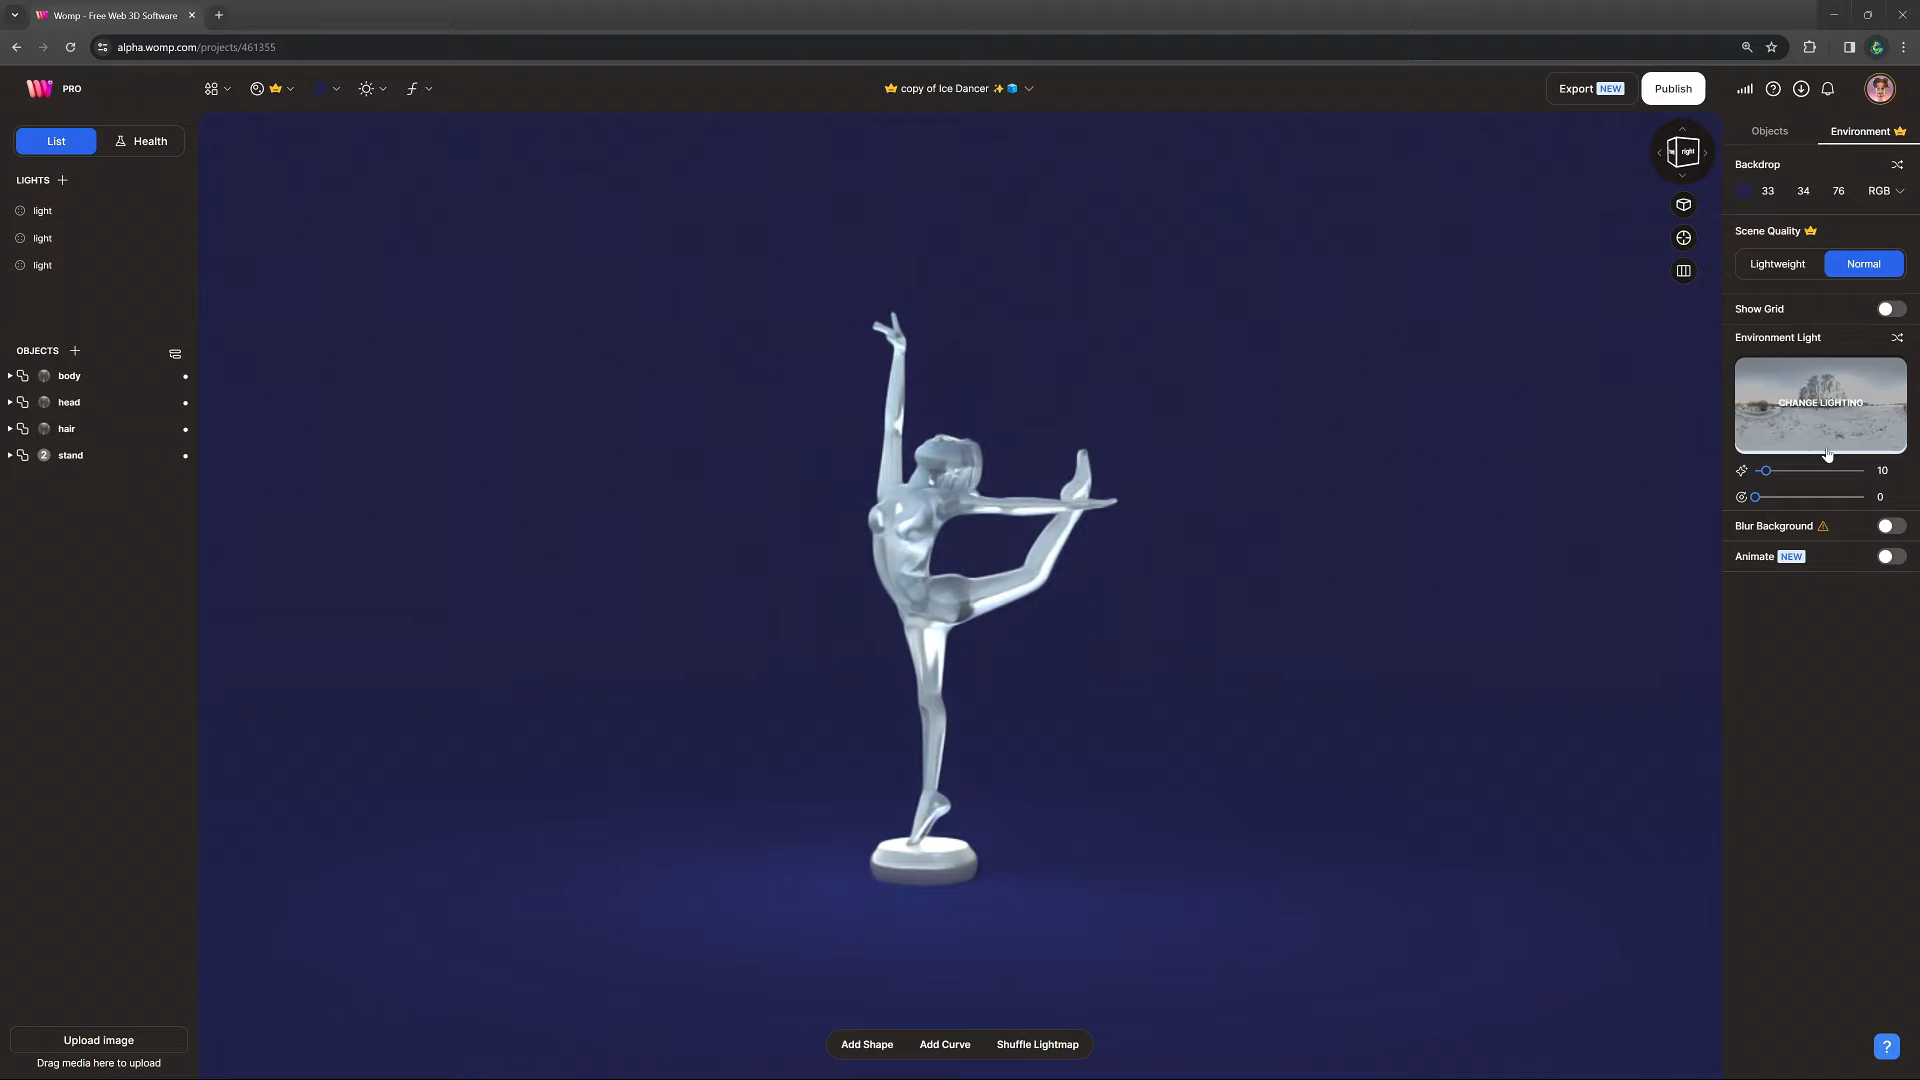 Womp - Free Web 3D Software
alpha.womp.com/projects/461355
PRO
copy of Ice Dancer
Export NEW
Publish
List
Health
LIGHTS
light
light
light
OBJECTS
body
head
hair
2 stand
Upload image
Drag media here to upload
right
Add Shape
Add Curve
Shuffle Lightmap
Objects
Environment
Backdrop
33 34 76 RGB
Scene Quality
Lightweight
Normal
Show Grid
Environment Light
CHANGE LIGHTING
10
0
Blur Background
Animate NEW
?